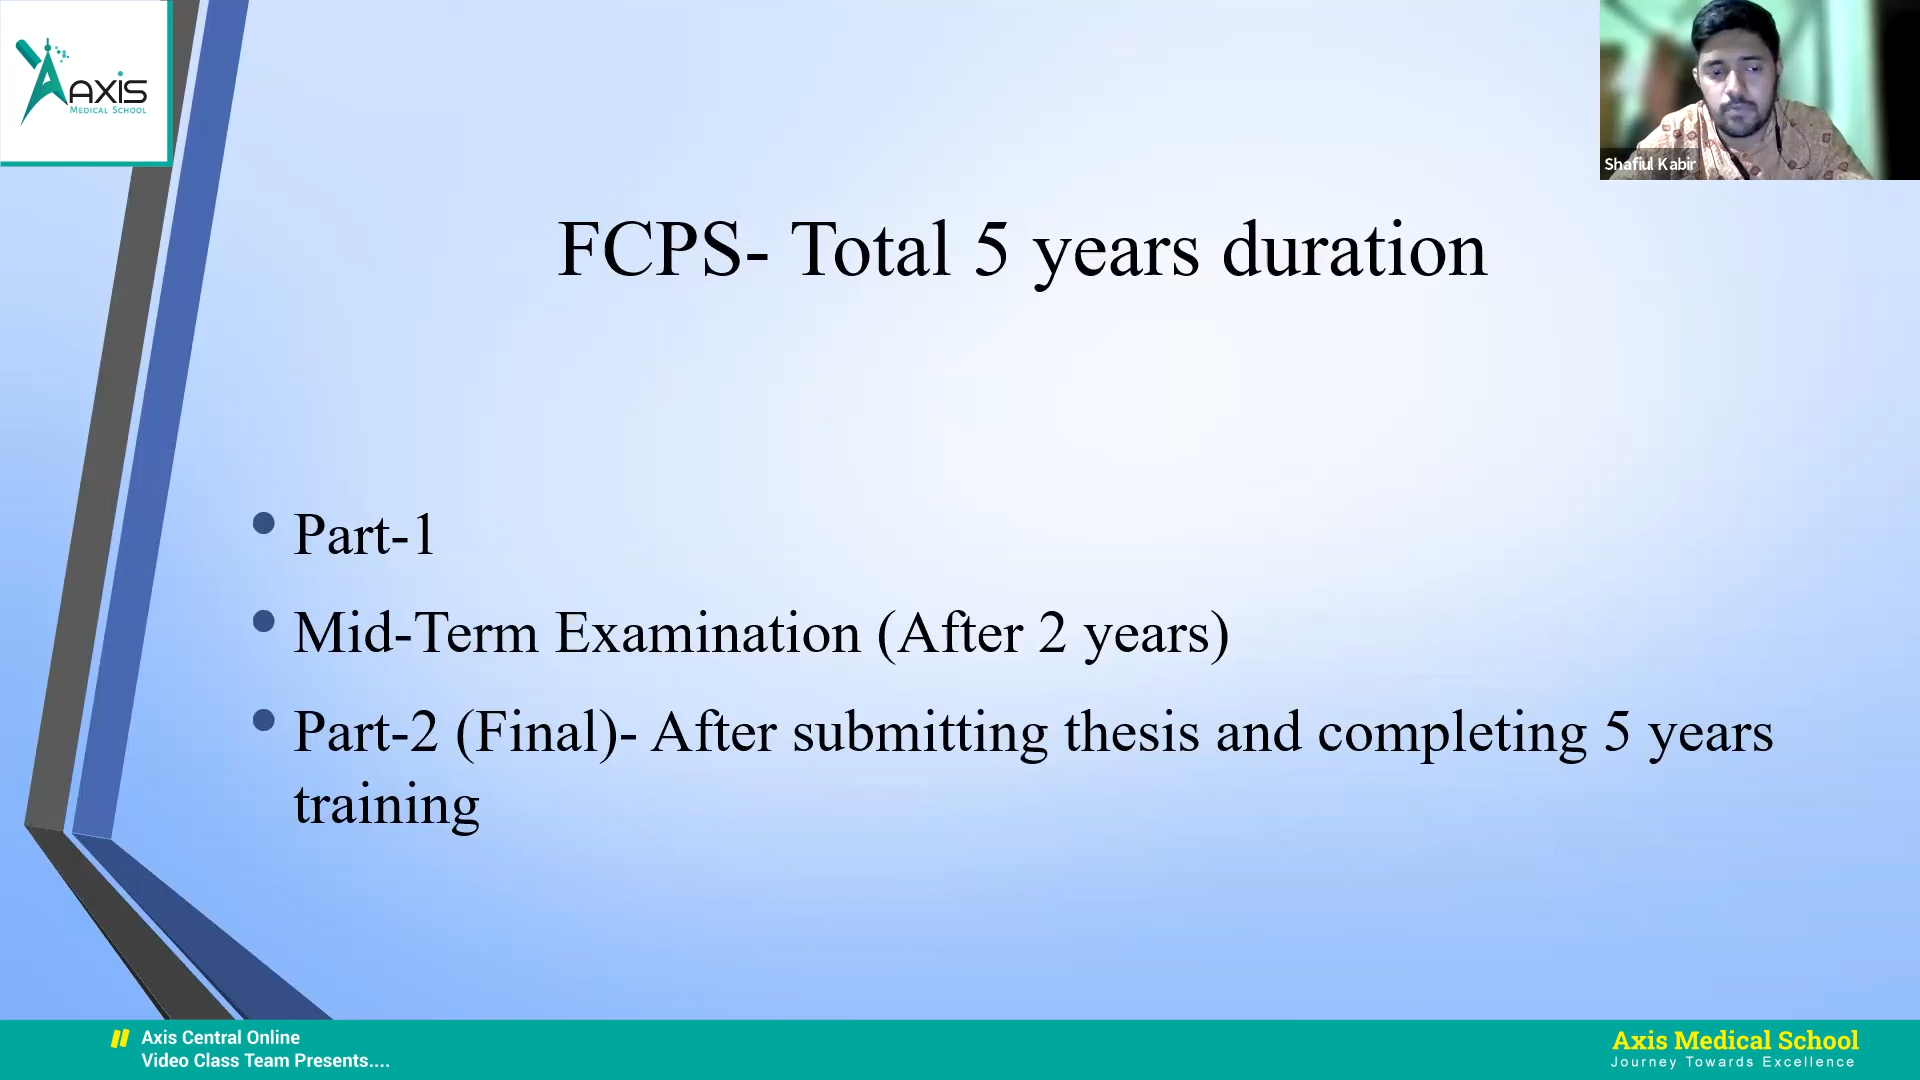 AXIS
MEDICAL SCHOOL
Shafiul Kabir
FCPS- Total 5 years duration
Part-1
Mid-Term Examination (After 2 years)
Part-2 (Final)- After submitting thesis and completing 5 years
training
Axis Central Online
Video Class Team Presents....
Axis Medical School
Journey Towards Excellence